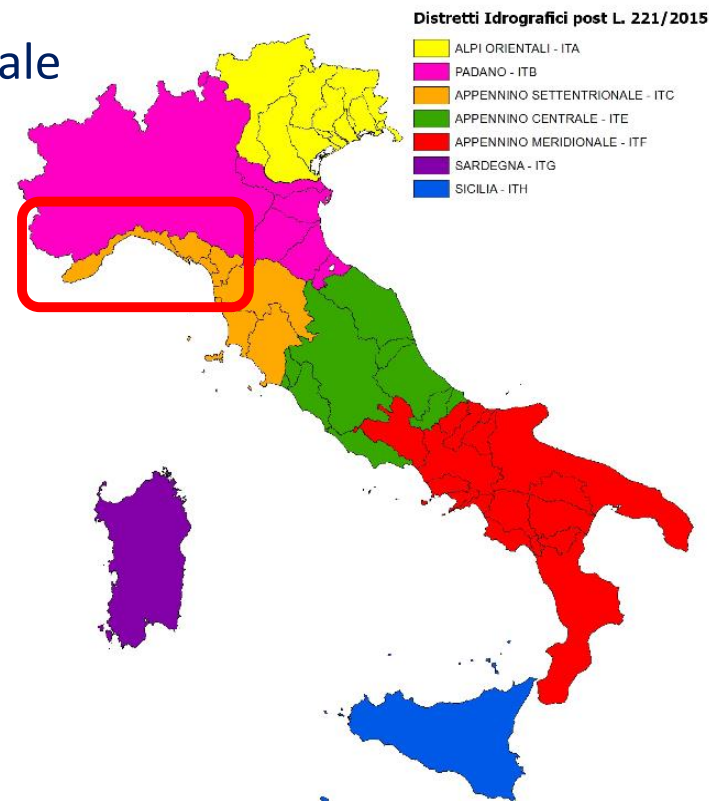 ale
Distretti Idrografici post L. 221/2015
ALPI ORIENTALI - ITA
PADANO - ITB
APPENNINO SETTENTRIONALE - ITC
APPENNINO CENTRALE - ITE
APPENNINO MERIDIONALE - ITF
SARDEGNA - ITG
SICILIA - ITH